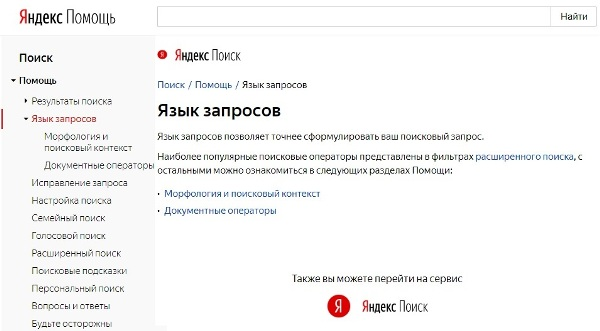 Яндекс Помощь
Найти
Поиск
Помощь
Результаты поиска
Язык запросов
Морфология и
поисковый контекст
Документные операторы
Исправление запроса
Настройка поиска
Семейный поиск
Голосовой поиск
Расширенный поиск
Поисковые подсказки
Персональный поиск
Вопросы и ответы
Будьте осторожны
Я Яндекс Поиск
Поиск / Помощь / Язык запросов
Язык запросов
Язык запросов позволяет точнее сформулировать ваш поисковый запрос.
Наиболее популярные поисковые операторы представлены в фильтрах расширенного поиска, с
остальными можно ознакомиться в следующих разделах Помощи:
• Морфология и поисковый контекст
• Документные операторы
Также вы можете перейти на сервис
Я Яндекс Поиск